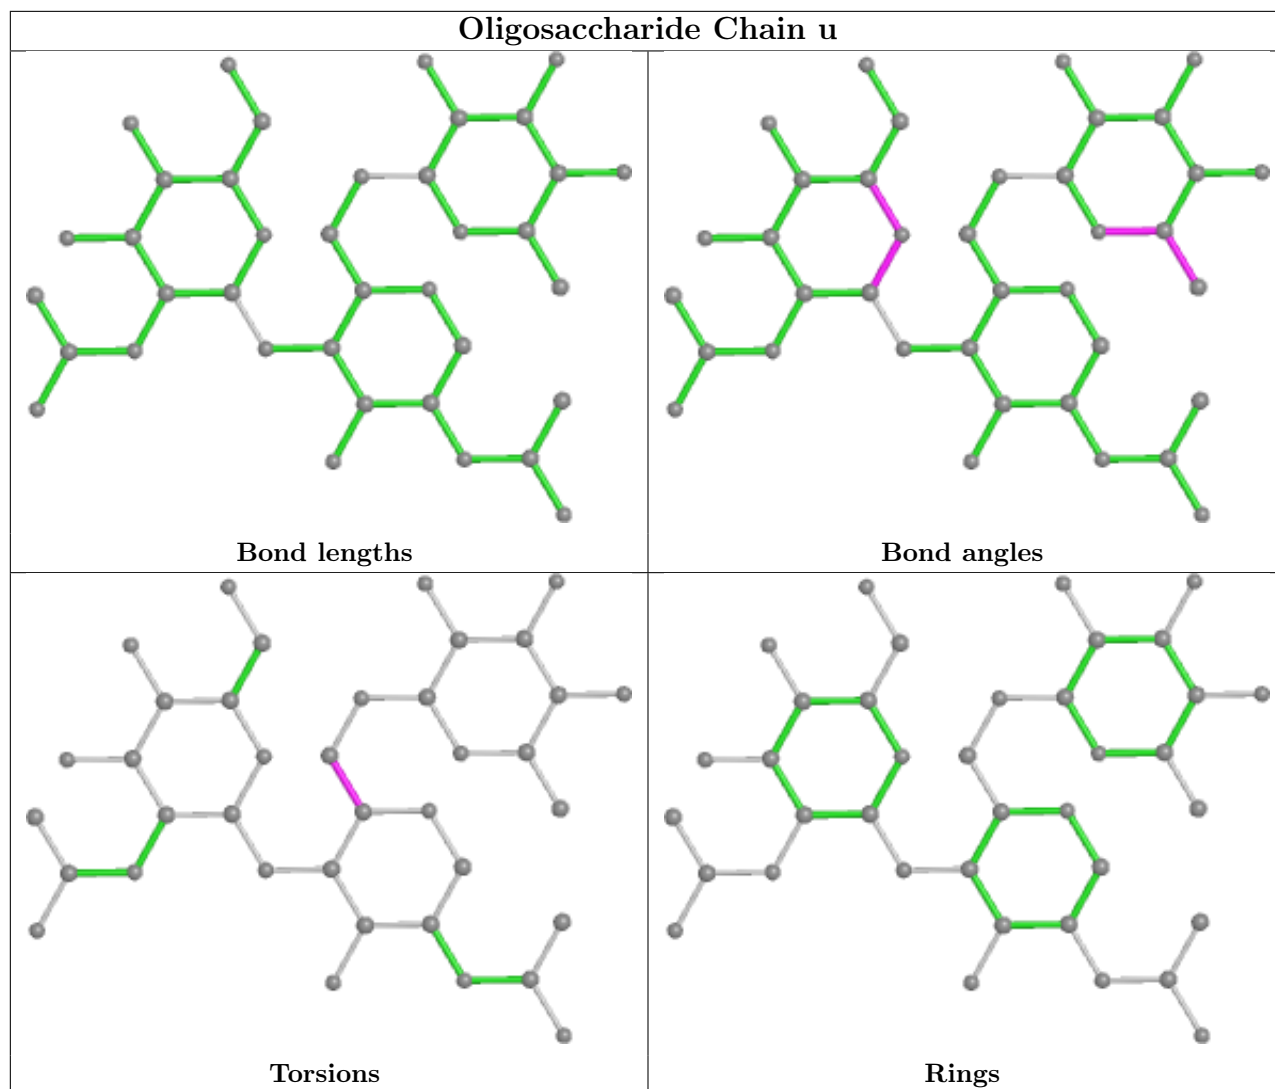 Oligosaccharide Chain u
Bond lengths
Bond angles
Torsions
Rings